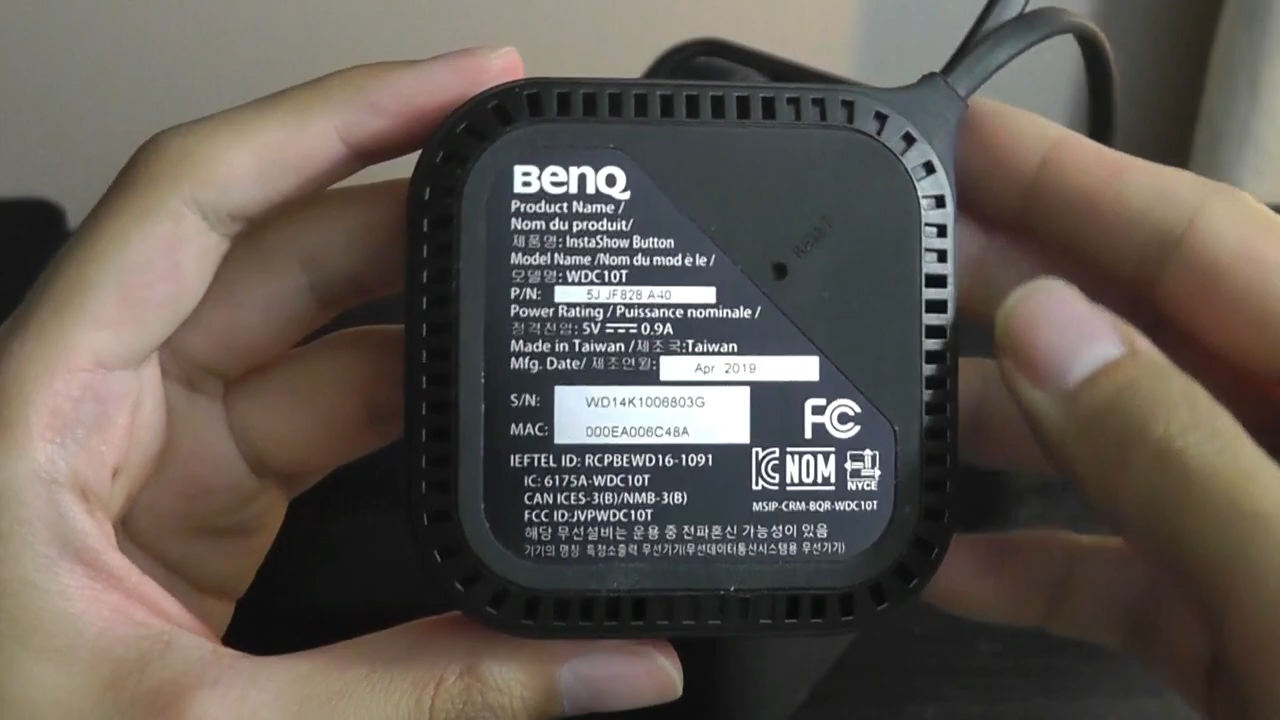 BenQ
Product Name /
Nom du produit/
제품명: InstaShow Button
Model Name /Nom du mod è le /
모델명: WDC10T
P/N: 5J.JF828.A40
Power Rating / Puissance nominale /
정격전압: 5V 0.9A
Made in Taiwan /제조국:Taiwan
Mfg. Date/ 제조연월: Apr 2019
S/N: WD14K1006803G
MAC: 000EA006C48A
FC
IEFTEL ID: RCPBEWD16-1091
IC: 6175A-WDC10T
CAN ICES-3(B)/NMB-3(B)
FCC ID:JVPWDC10T
NOM
NYCE
MSIP-CRM-BQR-WDC10T
해당 무선설비는 운용 중 전파혼신 가능성이 있음
기기의 명칭: 특정소출력 무선기기(무선데이터통신시스템용 무선기기)